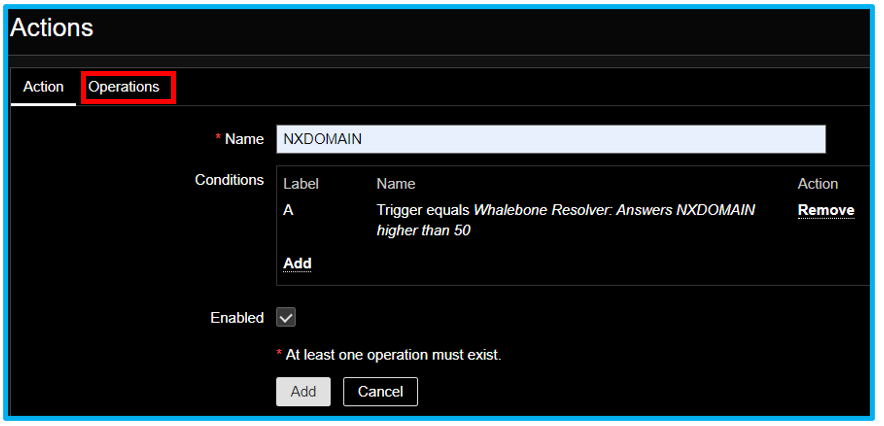 Actions
Action Operations
* Name NXDOMAIN
Conditions Label Name Action
A Trigger equals Whalebone Resolver: Answers NXDOMAIN Remove
higher than 50
Add
Enabled
* At least one operation must exist.
Add Cancel